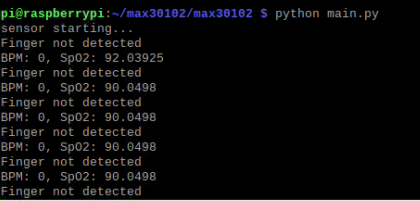 pi@raspberrypi:~/max30102/max30102 $ python main.py
sensor starting...
Finger not detected
BPM: 0, SpO2: 92.03925
Finger not detected
BPM: 0, SpO2: 90.0498
Finger not detected
BPM: 0, SpO2: 90.0498
Finger not detected
BPM: 0, SpO2: 90.0498
Finger not detected
BPM: 0, SpO2: 90.0498
Finger not detected